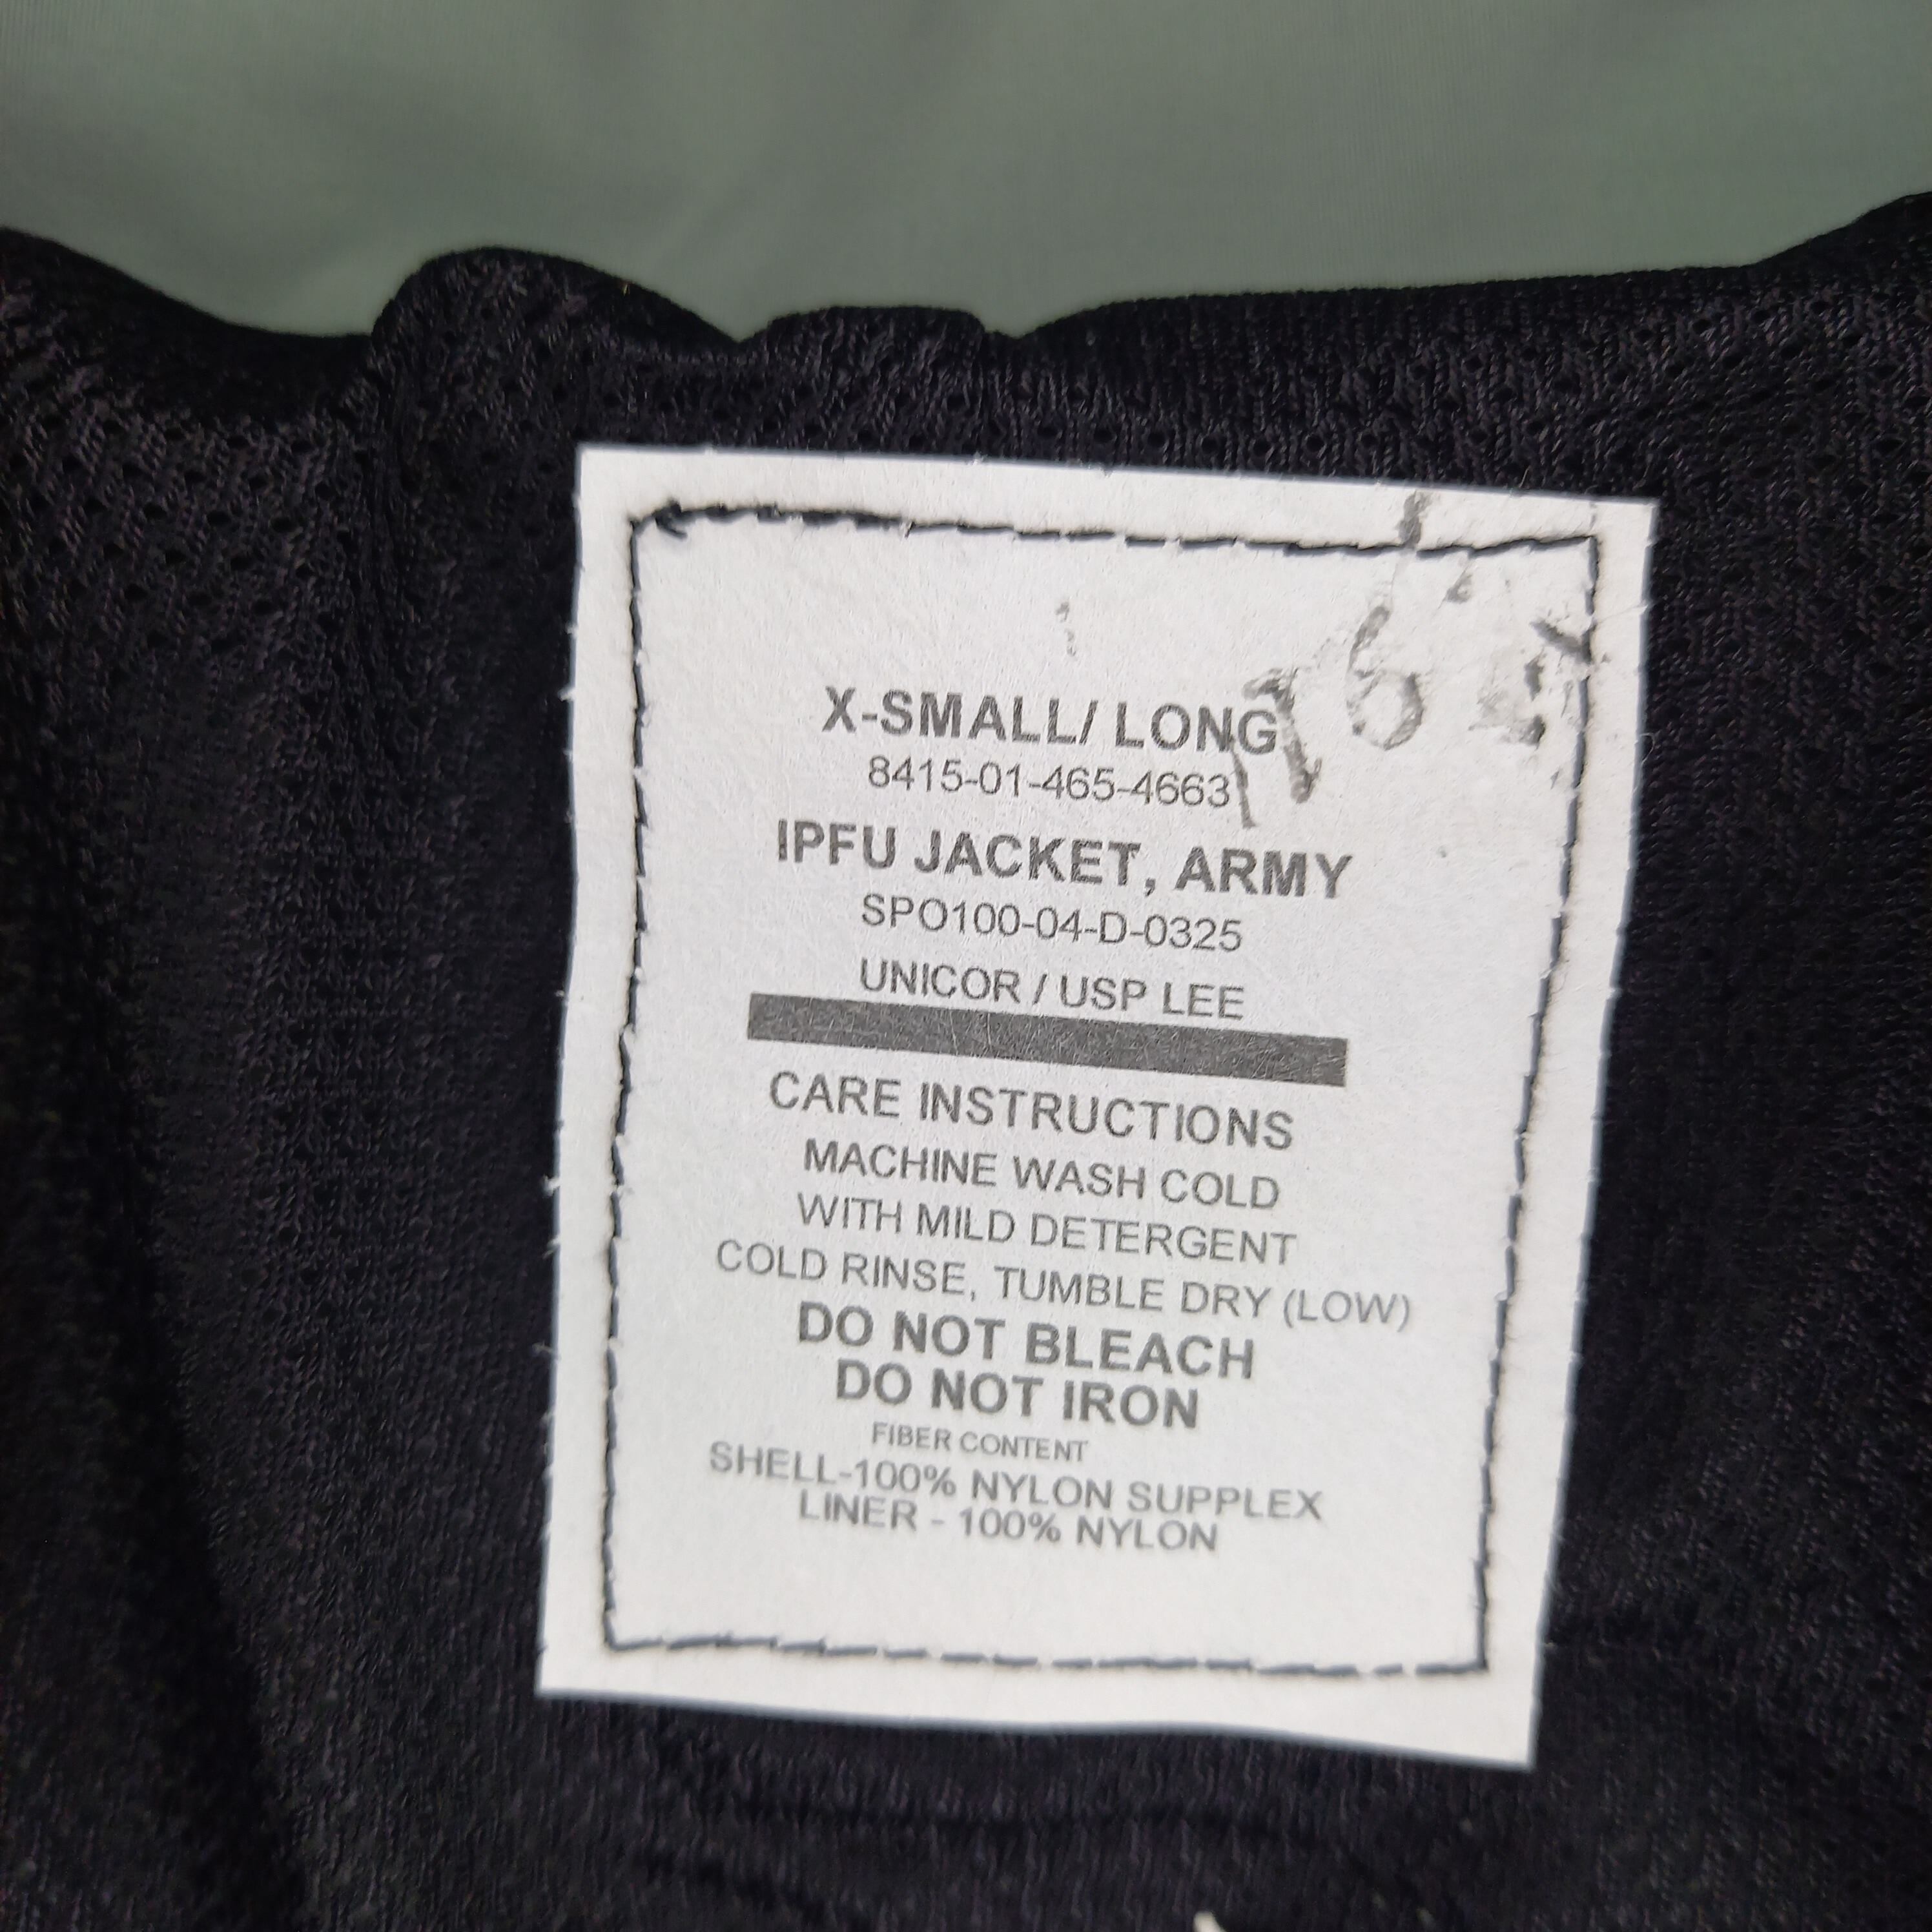 X-SMALL/ LONG
8415-01-465-4663
IPFU JACKET, ARMY
SPO100-04-D-0325
UNICOR / USP LEE
CARE INSTRUCTIONS
MACHINE WASH COLD
WITH MILD DETERGENT
COLD RINSE, TUMBLE DRY (LOW)
DO NOT BLEACH
DO NOT IRON
FIBER CONTENT
SHELL-100% NYLON SUPPLEX
LINER - 100% NYLON